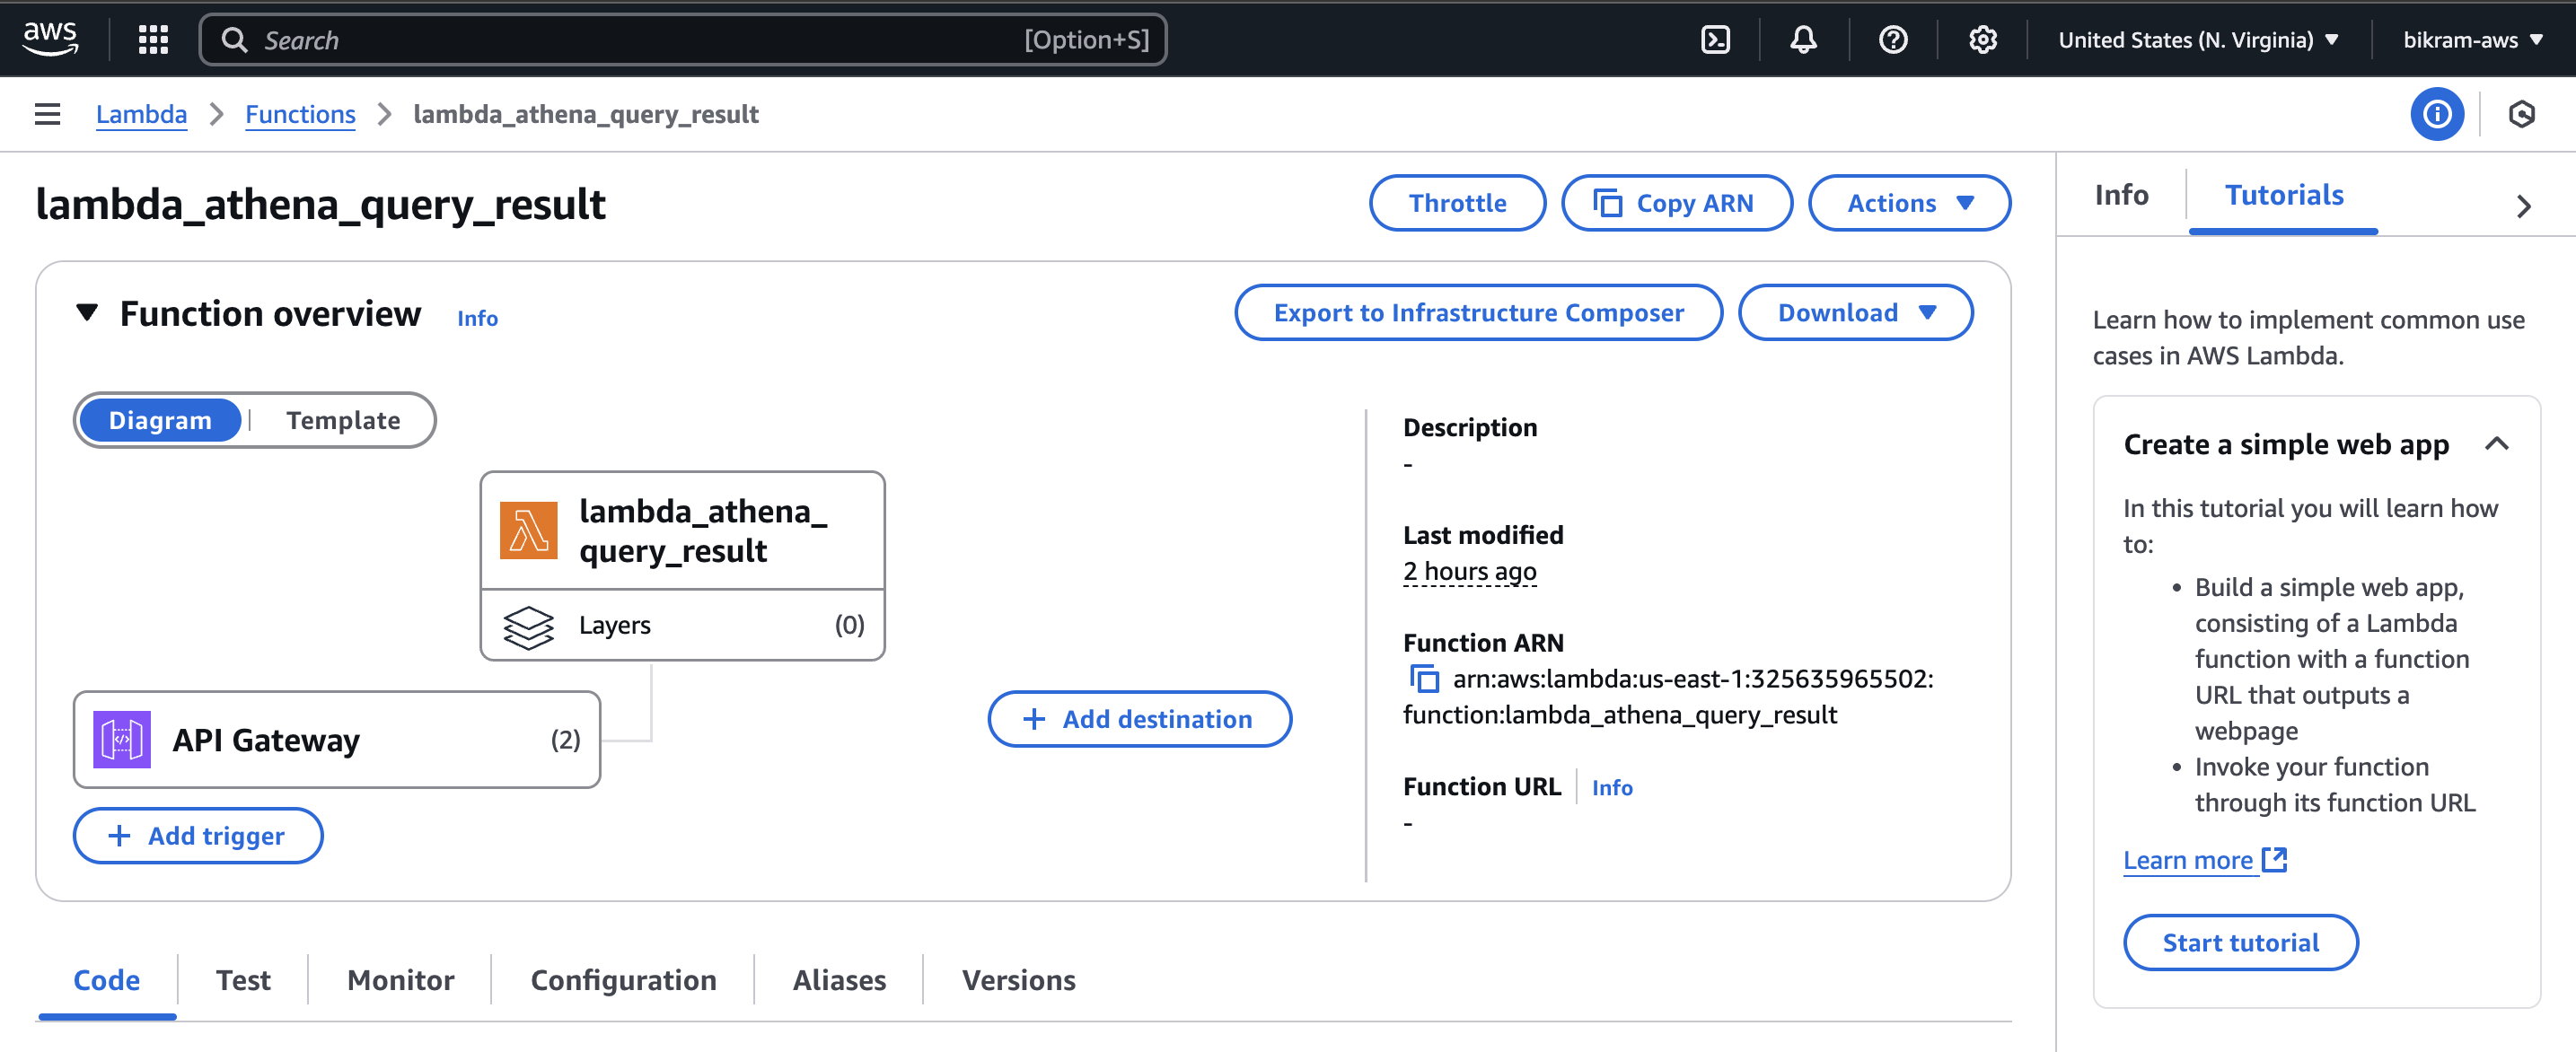 aws
Search
[Option+S]
United States (N. Virginia)
bikram-aws
Lambda
Functions
lambda_athena_query_result
lambda_athena_query_result
Throttle
Copy ARN
Actions
Function overview
Info
Export to Infrastructure Composer
Download
Diagram
Template
lambda_athena_
query_result
Layers
(0)
API Gateway
(2)
+ Add trigger
+ Add destination
Description
-
Last modified
2 hours ago
Function ARN
arn:aws:lambda:us-east-1:325635965502:
function:lambda_athena_query_result
Function URL
Info
-
Code
Test
Monitor
Configuration
Aliases
Versions
Info
Tutorials
Learn how to implement common use
cases in AWS Lambda.
Create a simple web app
In this tutorial you will learn how
to:
• Build a simple web app,
consisting of a Lambda
function with a function
URL that outputs a
webpage
• Invoke your function
through its function URL
Learn more
Start tutorial